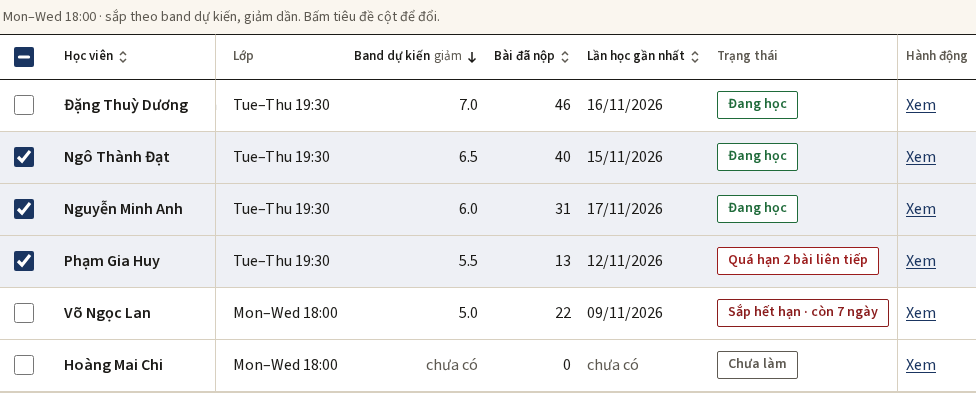 Mon–Wed 18:00 · sắp theo band dự kiến, giảm dần. Bấm tiêu đề cột để đổi.
Học viên Lớp Band dự kiến giảm ↓ Bài đã nộp Lần học gần nhất Trạng thái Hành động
Đặng Thuỳ Dương Tue–Thu 19:30 7.0 46 16/11/2026 Đang học Xem
Ngô Thành Đạt Tue–Thu 19:30 6.5 40 15/11/2026 Đang học Xem
Nguyễn Minh Anh Tue–Thu 19:30 6.0 31 17/11/2026 Đang học Xem
Phạm Gia Huy Tue–Thu 19:30 5.5 13 12/11/2026 Quá hạn 2 bài liên tiếp Xem
Võ Ngọc Lan Mon–Wed 18:00 5.0 22 09/11/2026 Sắp hết hạn · còn 7 ngày Xem
Hoàng Mai Chi Mon–Wed 18:00 chưa có 0 chưa có Chưa làm Xem